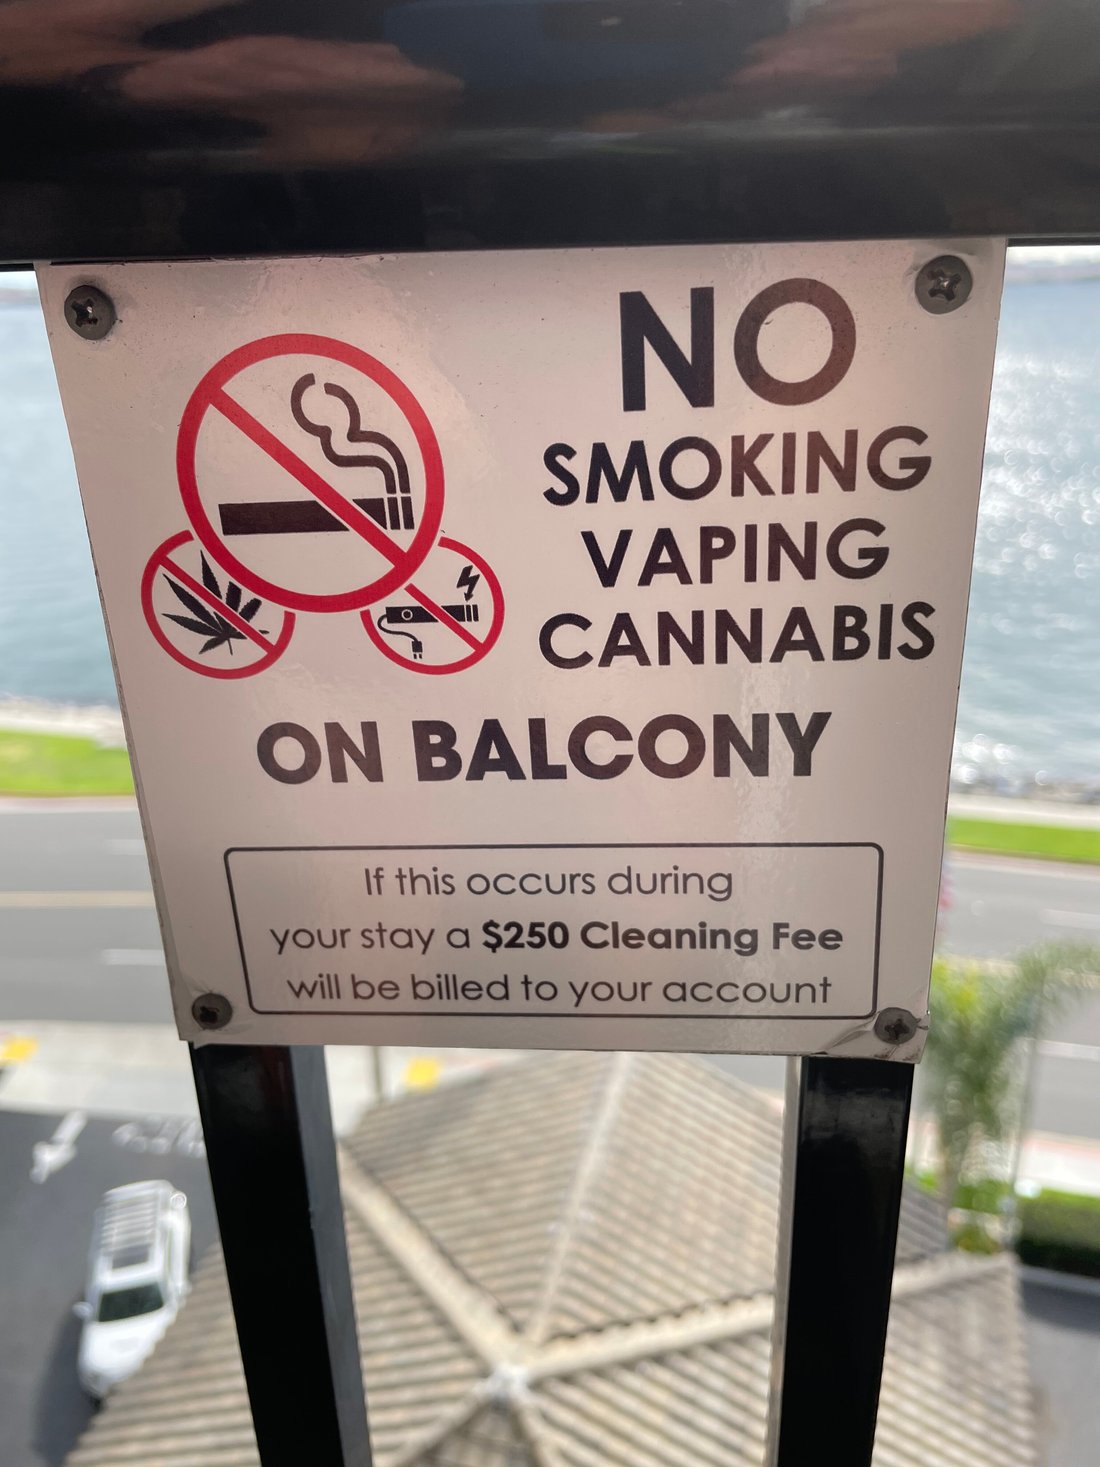 NO
SMOKING
VAPING
CANNABIS
ON BALCONY
If this occurs during
your stay a $250 Cleaning Fee
will be billed to your account